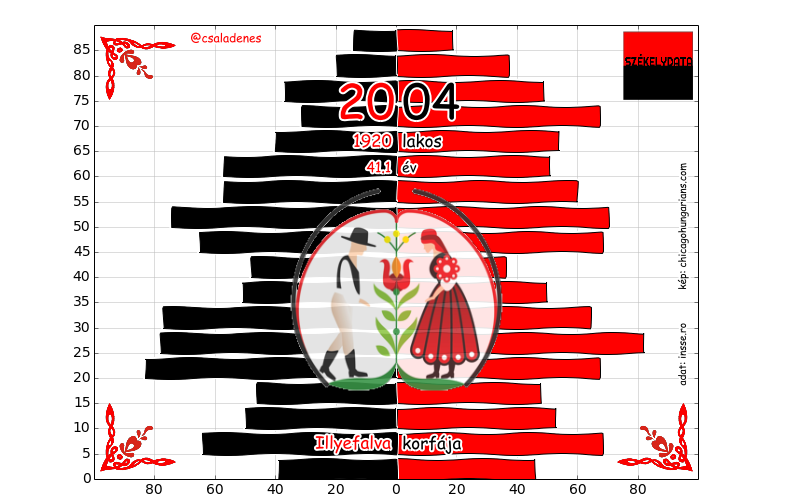 @csaladenes
SZÉKELYDATA
2004
1920 lakos
41.1 év
Illyefalva korfája
kép: chicagohungarians.com
adat: insse.ro
85
80
75
70
65
60
55
50
45
40
35
30
25
20
15
10
5
0
80 60 40 20 0 20 40 60 80